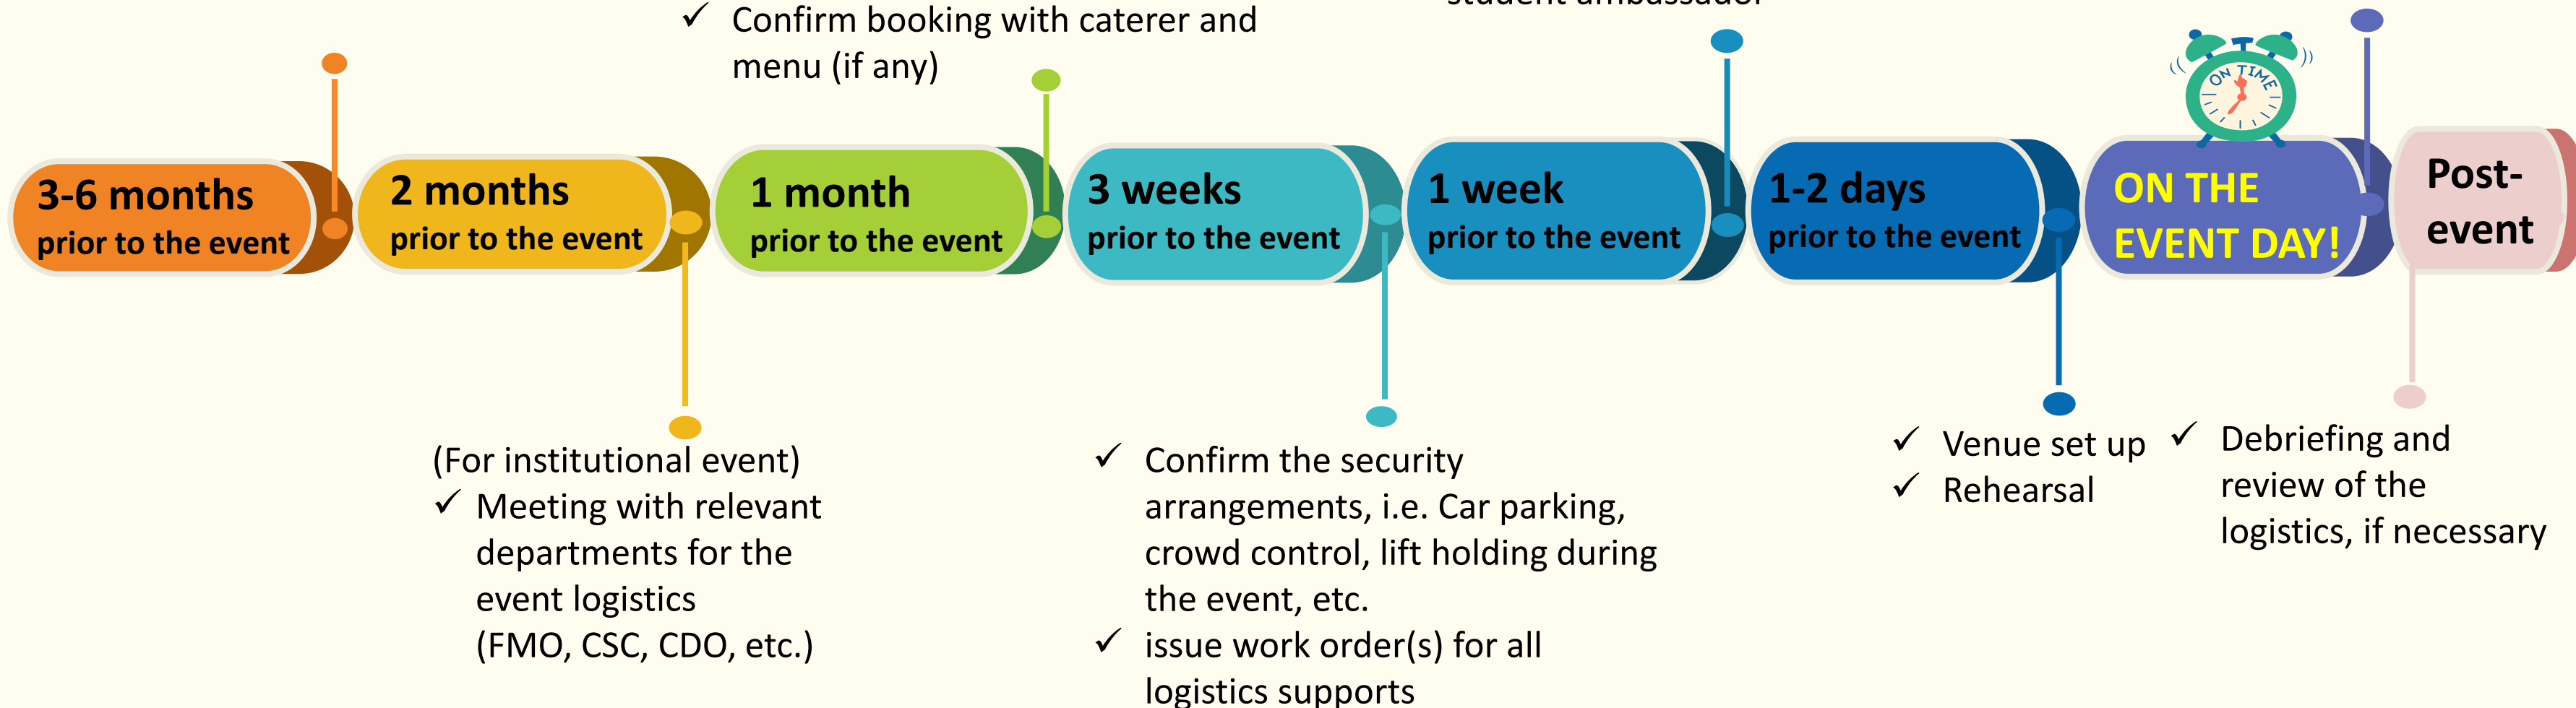 Confirm booking with caterer and
menu (if any)
student ambassador
3-6 months
prior to the event
2 months
prior to the event
1 month
prior to the event
3 weeks
prior to the event
1 week
prior to the event
1-2 days
prior to the event
ON TIME
ON THE
EVENT DAY!
Post-
event
(For institutional event)
Meeting with relevant
departments for the
event logistics
(FMO, CSC, CDO, etc.)
Confirm the security
arrangements, i.e. Car parking,
crowd control, lift holding during
the event, etc.
issue work order(s) for all
logistics supports
Venue set up
Rehearsal
Debriefing and
review of the
logistics, if necessary